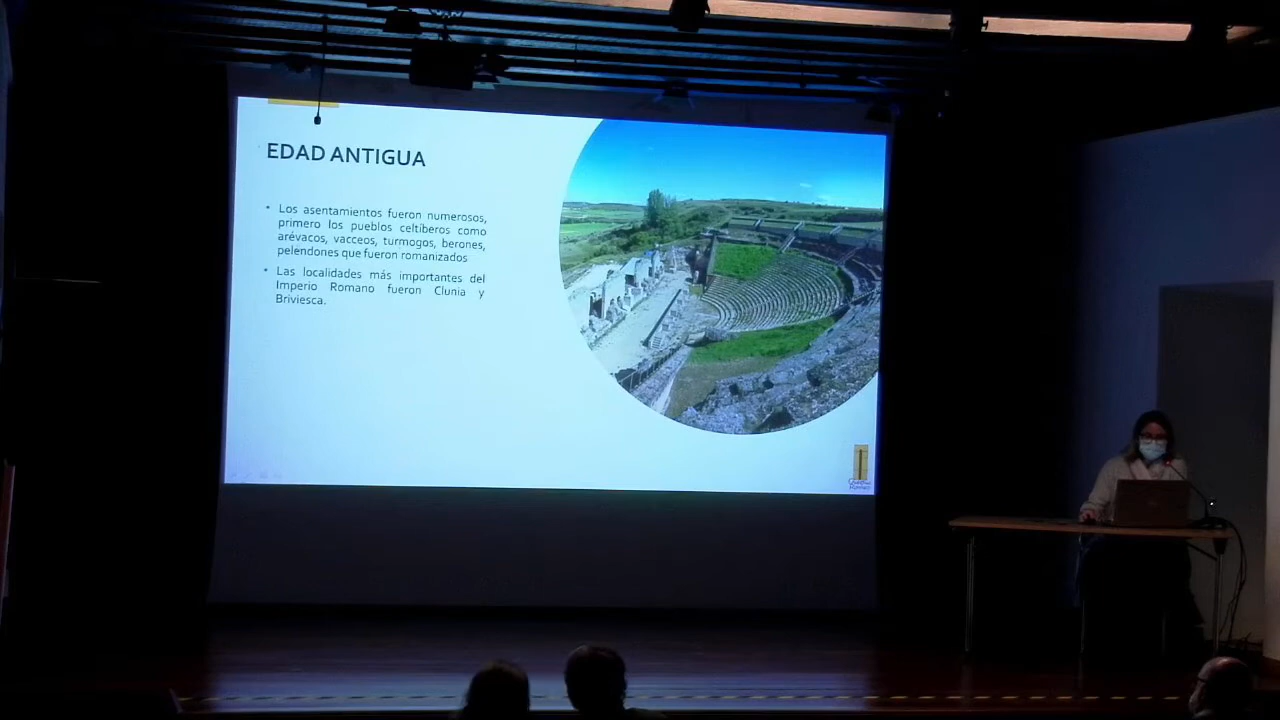 EDAD ANTIGUA
• Los asentamientos fueron numerosos,
primero los pueblos celtíberos como
arévacos, vacceos, turmogos, berones,
pelendones que fueron romanizados
• Las localidades más importantes del
Imperio Romano fueron Clunia y
Briviesca.